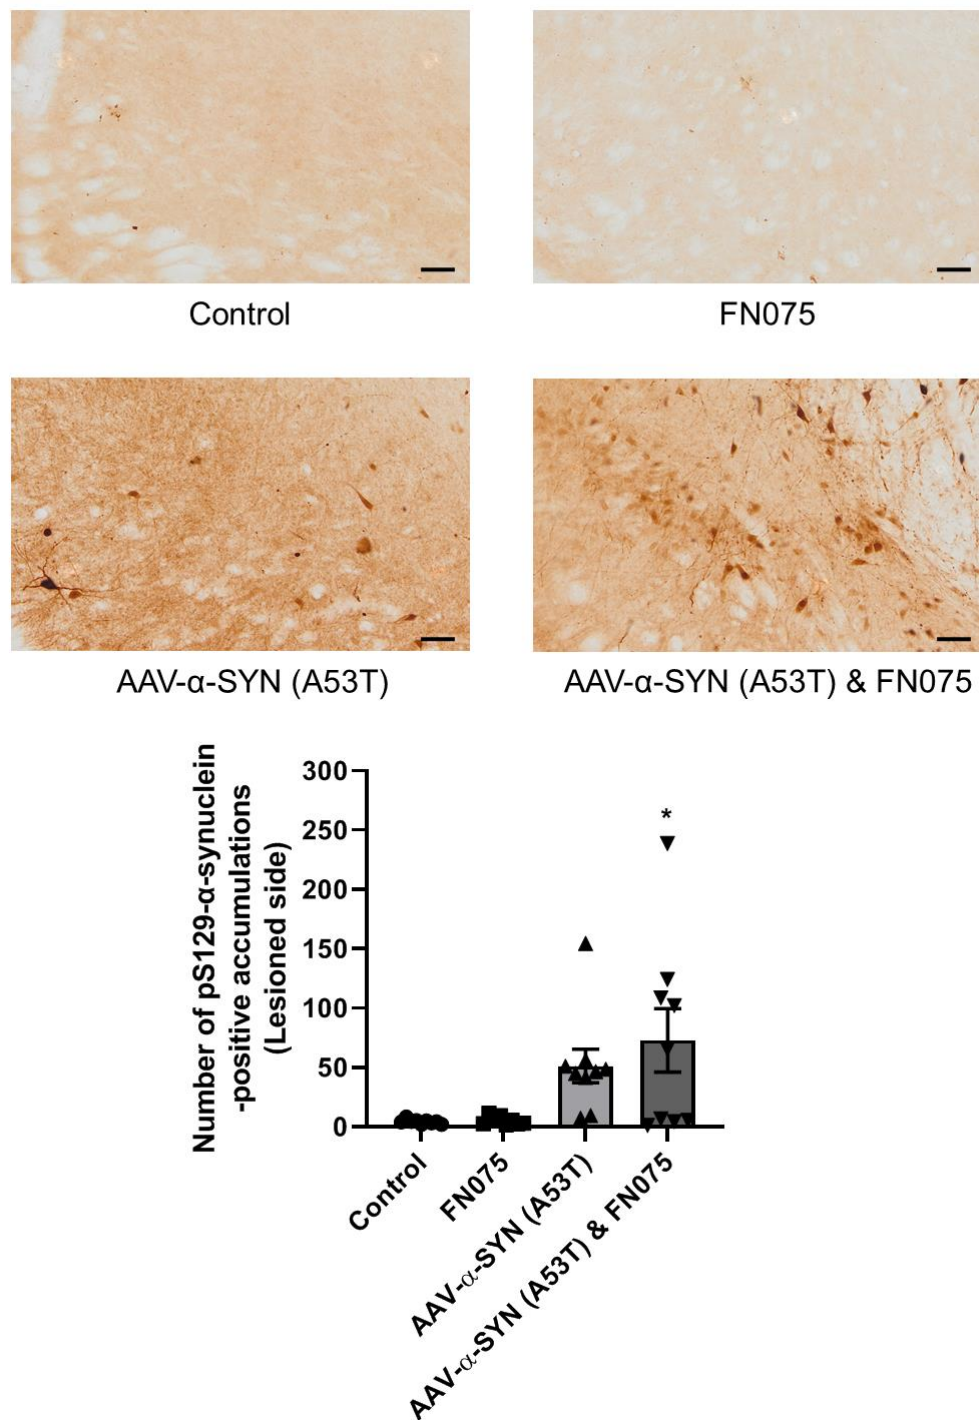 Control
FN075
AAV-α-SYN (A53T)
AAV-α-SYN (A53T) & FN075
Number of pS129-α-synuclein
-positive accumulations
(Lesioned side)
300
250
200
150
100
50
0
*
Control
FN075
AAV-α-SYN (A53T)
AAV-α-SYN (A53T) & FN075